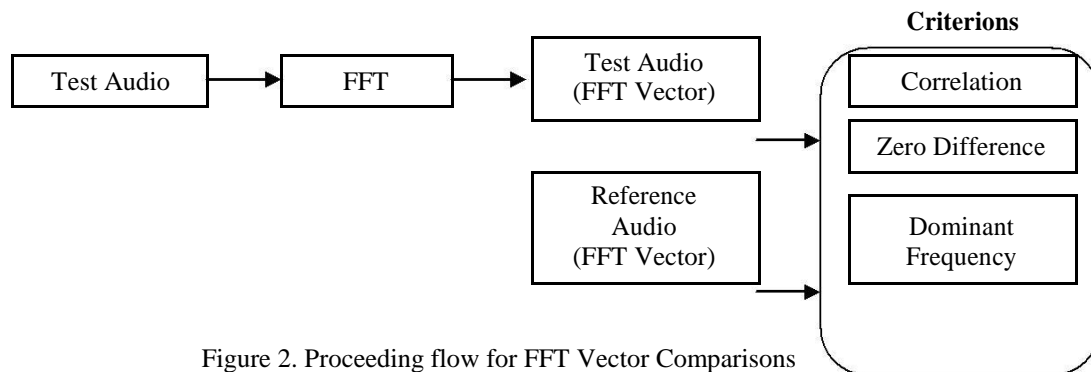 Criterions
Test Audio
FFT
Test Audio
(FFT Vector)
Correlation
Zero Difference
Reference
Audio
(FFT Vector)
Dominant
Frequency
Figure 2. Proceeding flow for FFT Vector Comparisons